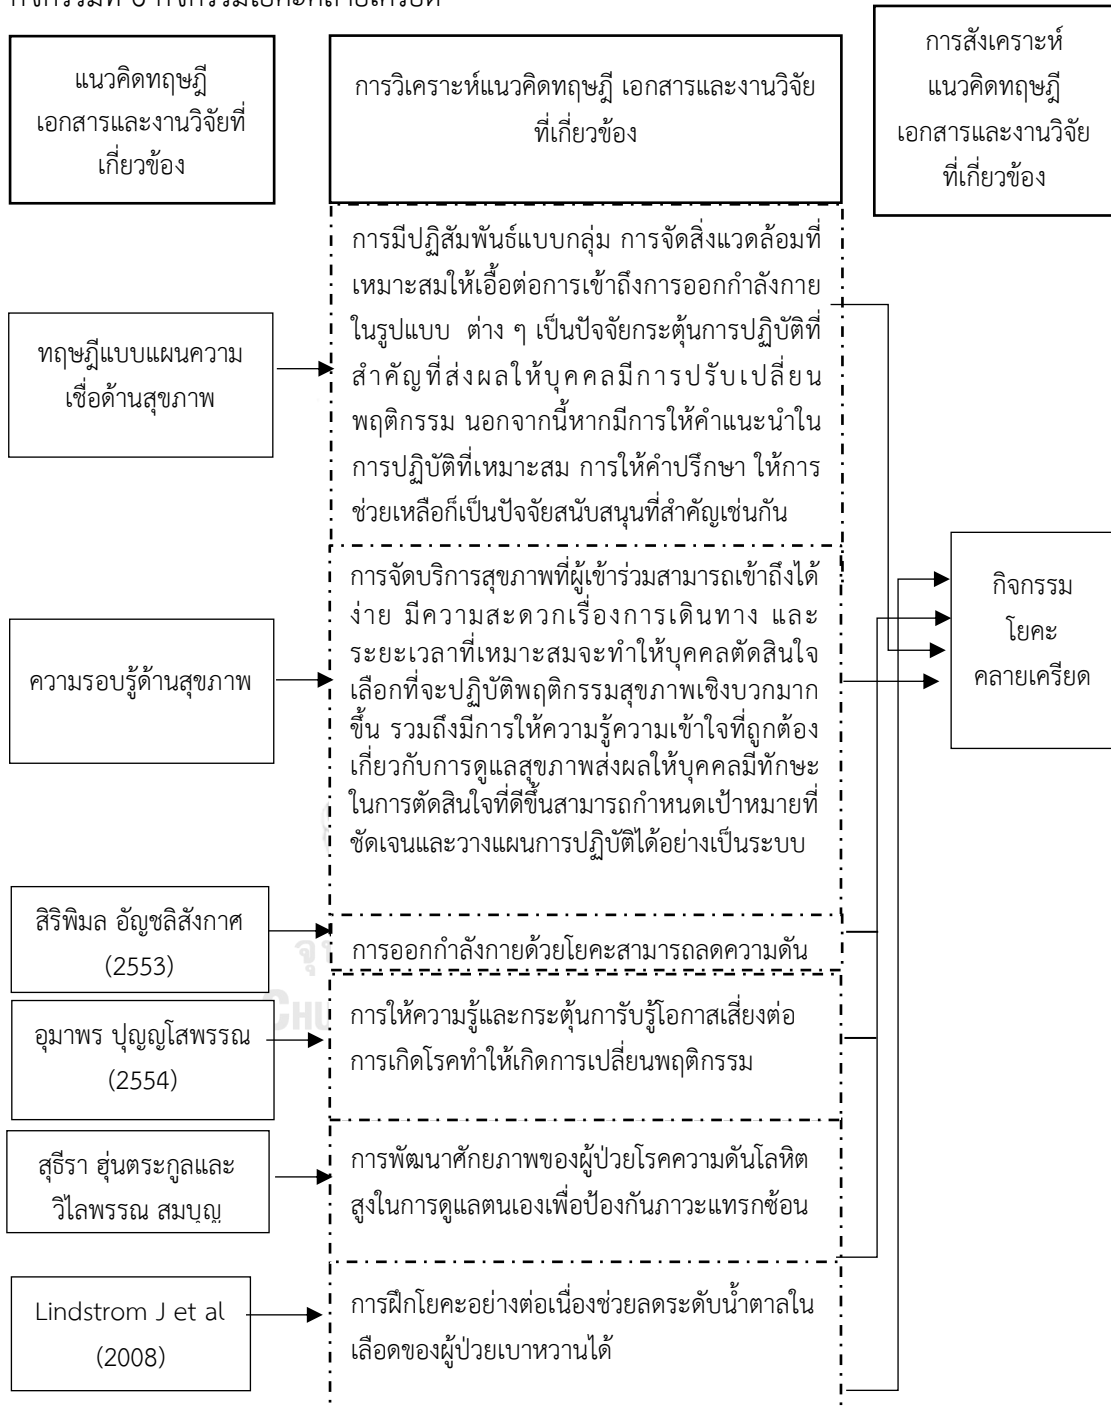 แนวคิดทฤษฎี
เอกสารและงานวิจัยที่
เกี่ยวข้อง
การวิเคราะห์แนวคิดทฤษฎี เอกสารและงานวิจัย
ที่เกี่ยวข้อง
การสังเคราะห์
แนวคิดทฤษฎี
เอกสารและงานวิจัย
ที่เกี่ยวข้อง
ทฤษฎีแบบแผนความ
เชื่อด้านสุขภาพ
การมีปฏิสัมพันธ์แบบกลุ่ม การจัดสิ่งแวดล้อมที่
เหมาะสมให้เอื้อต่อการเข้าถึงการออกกำลังกาย
ในรูปแบบ ต่าง ๆ เป็นปัจจัยกระตุ้นการปฏิบัติที่
สำคัญที่ส่งผลให้บุคคลมีการปรับเปลี่ยน
พฤติกรรม นอกจากนี้หากมีการให้คำแนะนำใน
การปฏิบัติที่เหมาะสม การให้คำปรึกษา ให้การ
ช่วยเหลือก็เป็นปัจจัยสนับสนุนที่สำคัญเช่นกัน
ความรอบรู้ด้านสุขภาพ
การจัดบริการสุขภาพที่ผู้เข้าร่วมสามารถเข้าถึงได้
ง่าย มีความสะดวกเรื่องการเดินทาง และ
ระยะเวลาที่เหมาะสมจะทำให้บุคคลตัดสินใจ
เลือกที่จะปฏิบัติพฤติกรรมสุขภาพเชิงบวกมาก
ขึ้น รวมถึงมีการให้ความรู้ความเข้าใจที่ถูกต้อง
เกี่ยวกับการดูแลสุขภาพส่งผลให้บุคคลมีทักษะ
ในการตัดสินใจที่ดีขึ้นสามารถกำหนดเป้าหมายที่
ชัดเจนและวางแผนการปฏิบัติได้อย่างเป็นระบบ
กิจกรรม
โยคะ
คลายเครียด
สิริพิมล อัญชลิสังกาศ
(2553)
การออกกำลังกายด้วยโยคะสามารถลดความดัน
อุมาพร ปุญญโสพรรณ
(2554)
การให้ความรู้และกระตุ้นการับรู้โอกาสเสี่ยงต่อ
การเกิดโรคทำให้เกิดการเปลี่ยนพฤติกรรม
สุธีรา ฮุ่นตระกูลและ
วิไลพรรณ สมบุญ
การพัฒนาศักยภาพของผู้ป่วยโรคความดันโลหิต
สูงในการดูแลตนเองเพื่อป้องกันภาวะแทรกซ้อน
Lindstrom J et al
(2008)
การฝึกโยคะอย่างต่อเนื่องช่วยลดระดับน้ำตาลใน
เลือดของผู้ป่วยเบาหวานได้